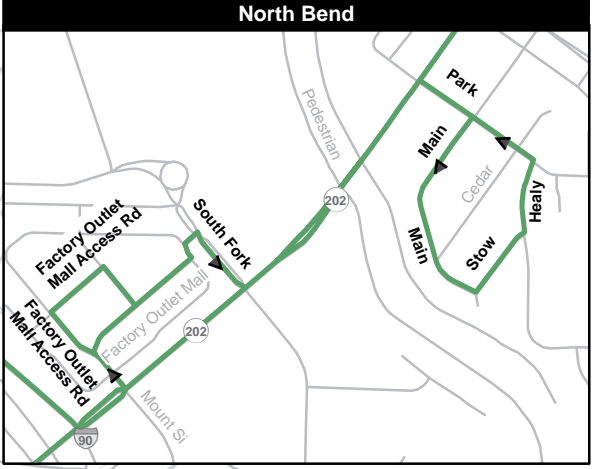 North Bend
Park
Pedestrian
Main
Cedar
Healy
202
South Fork
Factory Outlet
Mall Access Rd
Main
Stow
Factory Outlet Mall
Factory Outlet
Mall Access Rd
202
Mount Si
90